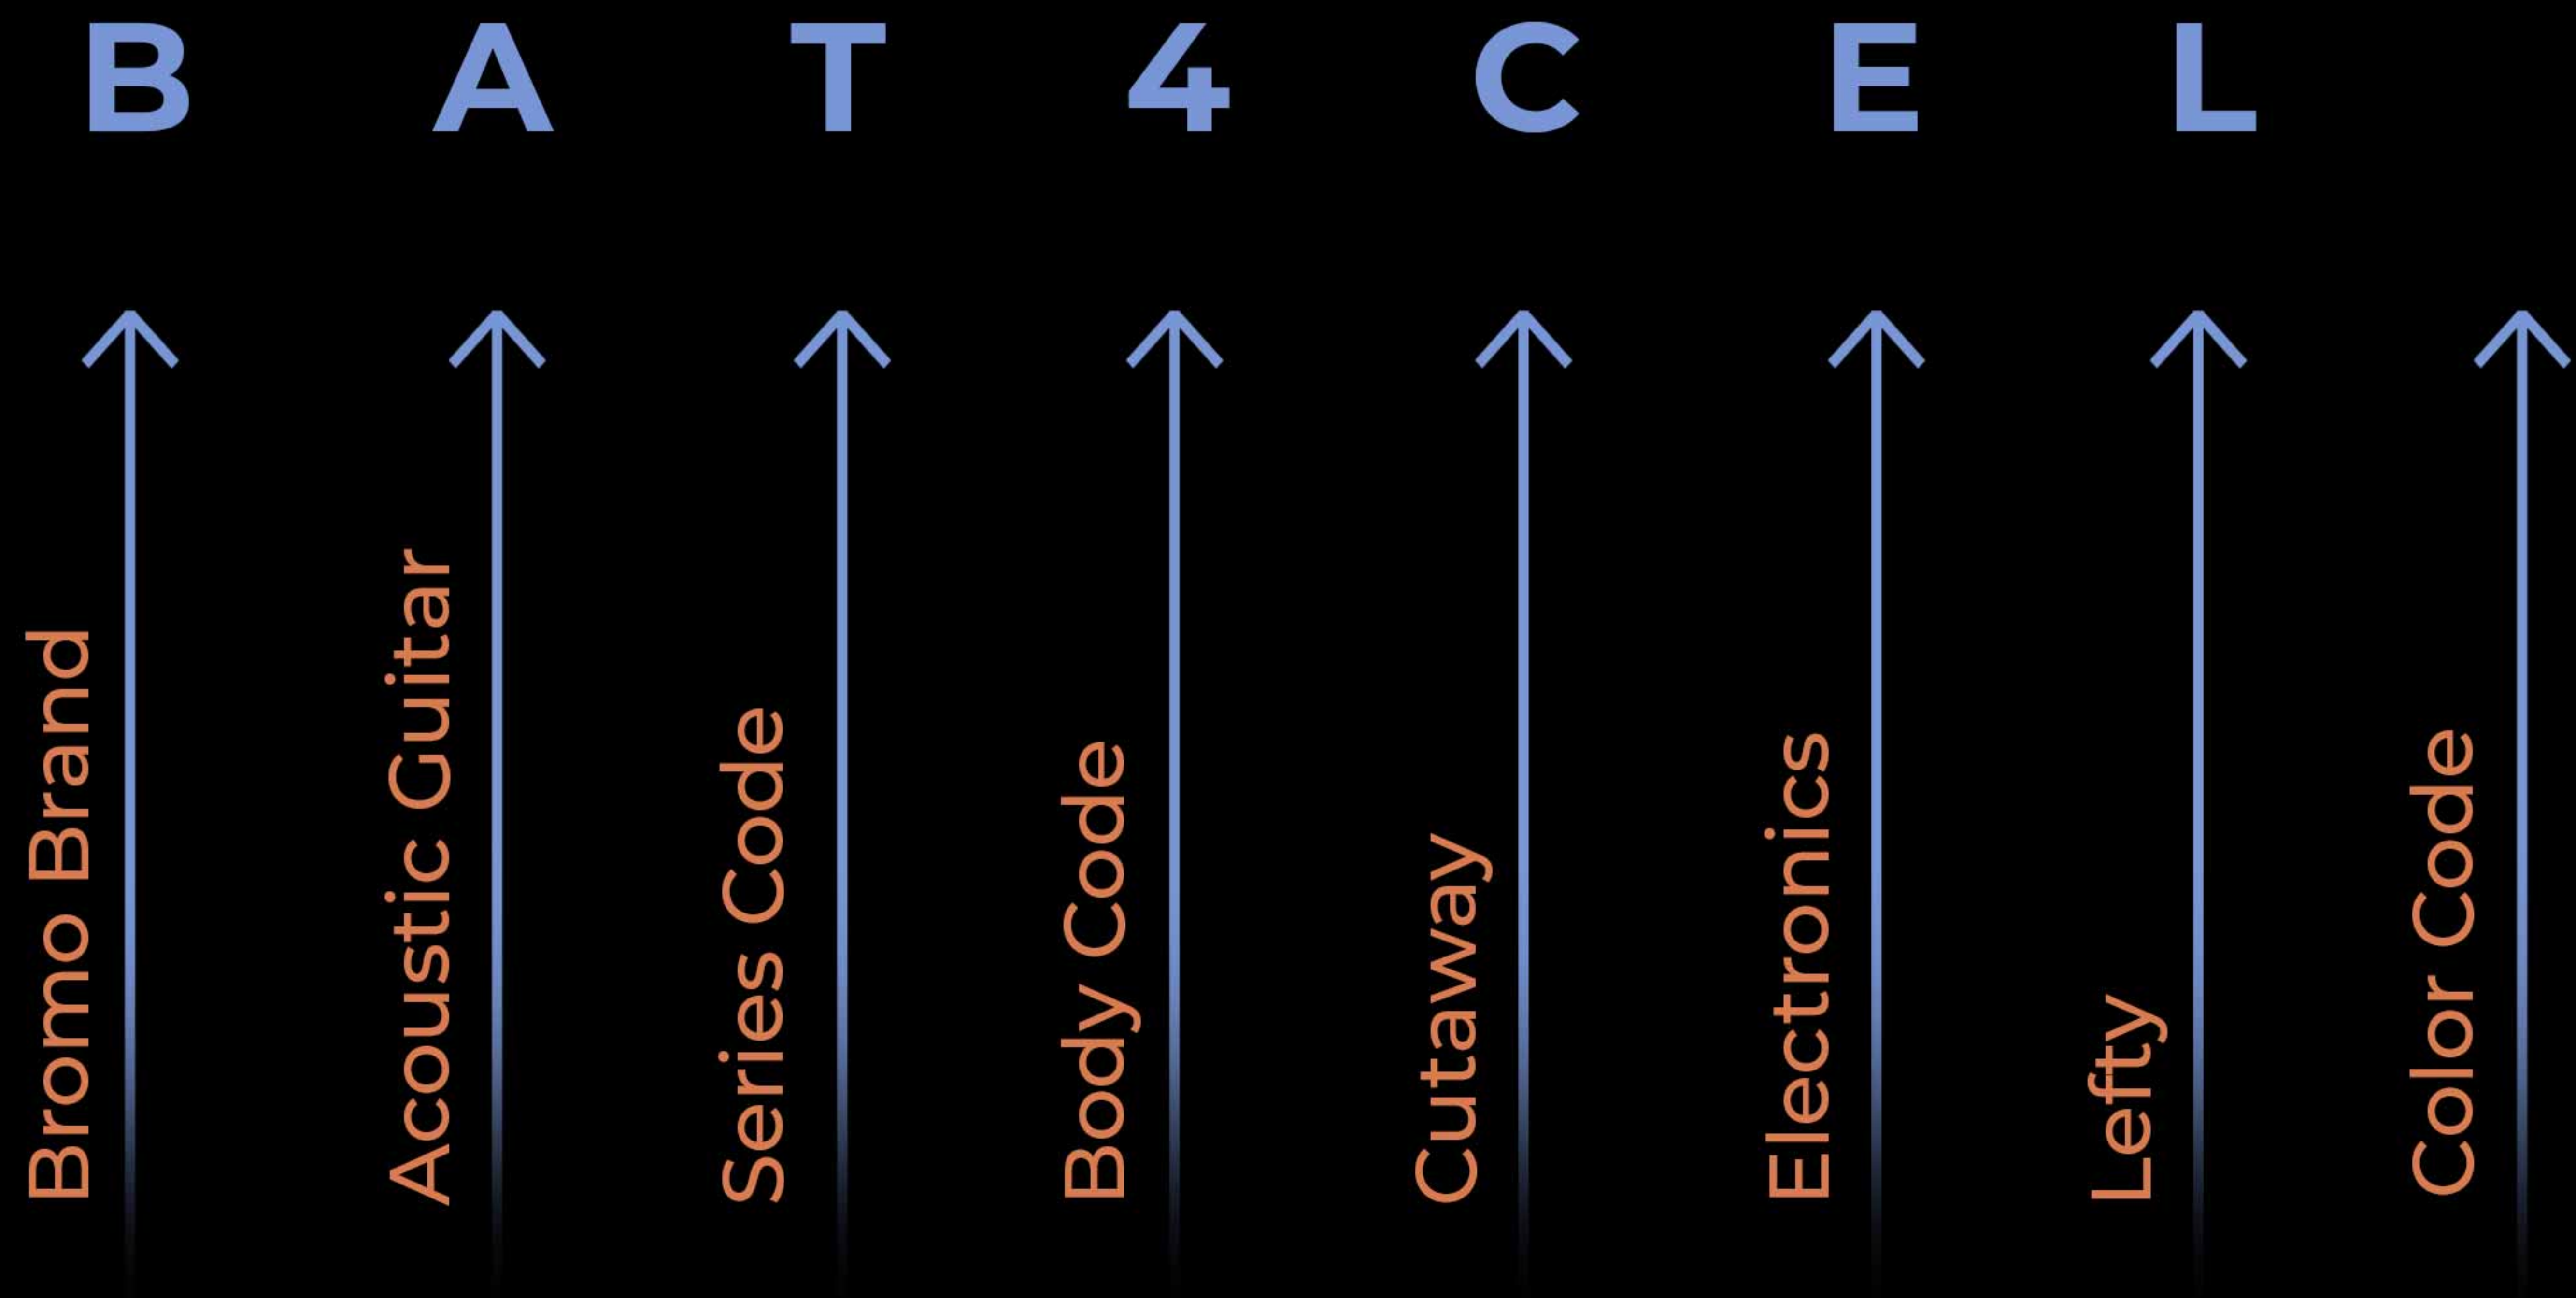 B A T 4 C E L
Bromo Brand
Acoustic Guitar
Series Code
Body Code
Cutaway
Electronics
Lefty
Color Code